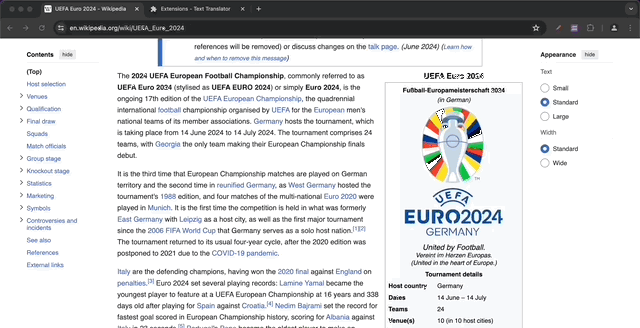 UEFA Euro 2024 - Wikipedia
Extensions - Text Translator
en.wikipedia.org/wiki/UEFA_Euro_2024
references will be removed) or discuss changes on the talk page. (June 2024) (Learn how
and when to remove this message)
Contents hide
(Top)
Host selection
Venues
Qualification
Final draw
Squads
Match officials
Group stage
Knockout stage
Statistics
Marketing
Symbols
Controversies and
incidents
See also
References
External links
The 2024 UEFA European Football Championship, commonly referred to as
UEFA Euro 2024 (stylised as UEFA EURO 2024) or simply Euro 2024, is the
ongoing 17th edition of the UEFA European Championship, the quadrennial
international football championship organised by UEFA for the European men's
national teams of its member associations. Germany hosts the tournament, which
is taking place from 14 June 2024 to 14 July 2024. The tournament comprises 24
teams, with Georgia the only team making their European Championship finals
debut.
It is the third time that European Championship matches are played on German
territory and the second time in reunified Germany, as West Germany hosted the
tournament's 1988 edition, and four matches of the multi-national Euro 2020 were
played in Munich. It is the first time the competition is held in what was formerly
East Germany with Leipzig as a host city, as well as the first major tournament
since the 2006 FIFA World Cup that Germany serves as a solo host nation.[1][2]
The tournament returned to its usual four-year cycle, after the 2020 edition was
postponed to 2021 due to the COVID-19 pandemic.
Italy are the defending champions, having won the 2020 final against England on
penalties.[3] Euro 2024 set several playing records: Lamine Yamal became the
youngest player to feature at a UEFA European Championship at 16 years and 338
days old after playing for Spain against Croatia.[4] Nedim Bajrami set the record for
fastest goal scored in European Championship history, scoring for Albania against
UEFA Euro 2024
Fußball-Europameisterschaft 2024
(in German)
UEFA
EURO2024
GERMANY
United by Football.
Vereint im Herzen Europas.
(United in the heart of Europe.)
Tournament details
Host country Germany
Dates 14 June – 14 July
Teams 24
Venue(s) 10 (in 10 host cities)
Appearance hide
Text
Small
Standard
Large
Width
Standard
Wide